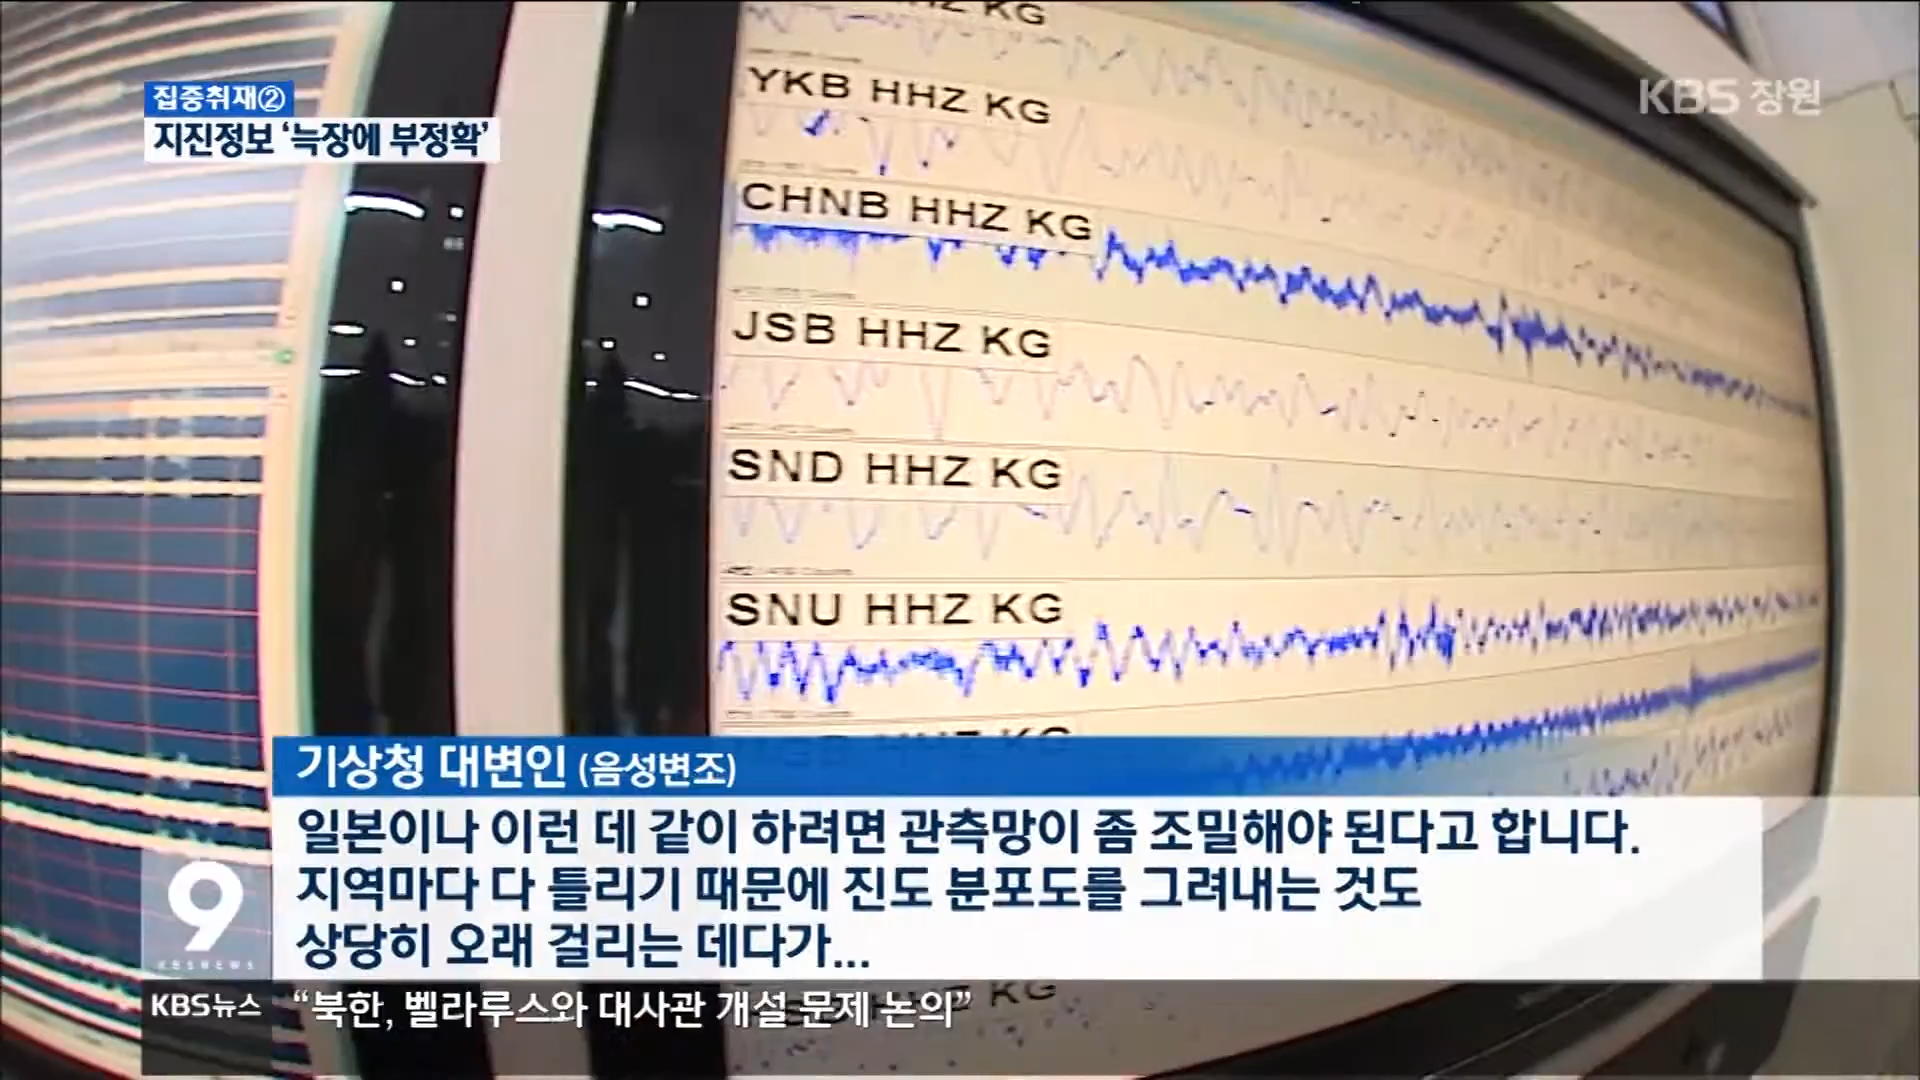 집중취재②
지진정보 ‘늑장에 부정확’
KBS 창원
HHZ KG
YKB HHZ KG
CHNB HHZ KG
JSB HHZ KG
SND HHZ KG
SNU HHZ KG
기상청 대변인 (음성변조)
일본이나 이런 데 같이 하려면 관측망이 좀 조밀해야 된다고 합니다.
지역마다 다 틀리기 때문에 진도 분포도를 그려내는 것도
상당히 오래 걸리는 데다가...
9
KBS NEWS
KBS뉴스
“북한, 벨라루스와 대사관 개설 문제 논의”
HHZ KG